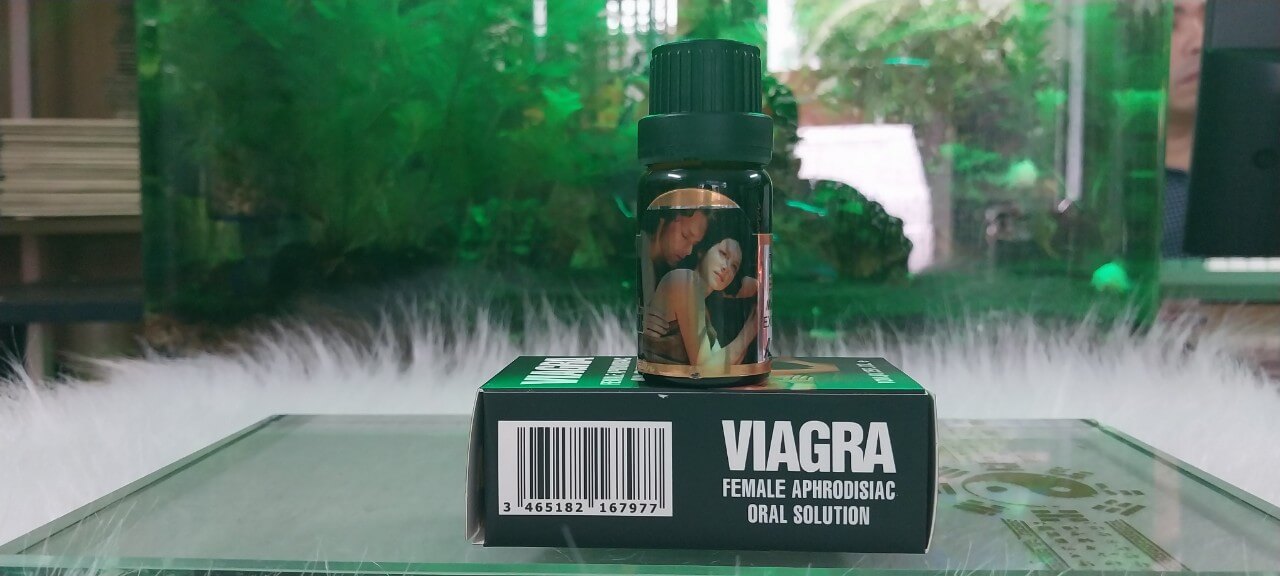 VIAGRA
VIAGRA
FEMALE APHRODISIAC
ORAL SOLUTION
3 465182 167977